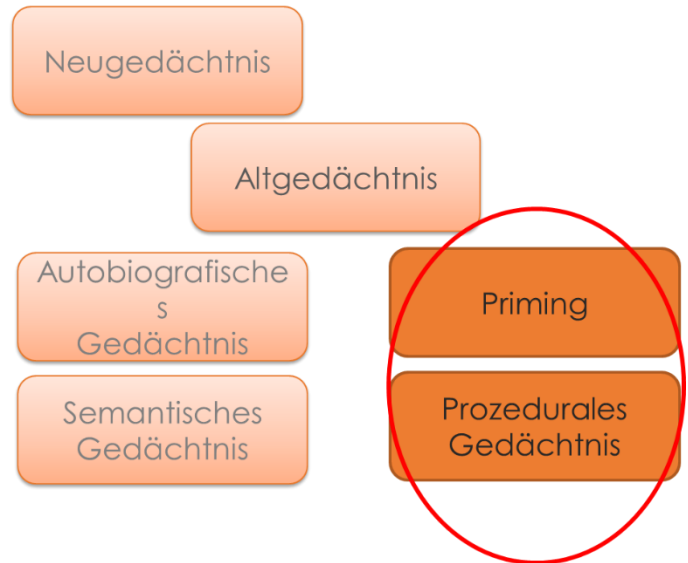 Neugedächtnis
Altgedächtnis
Autobiografische
s
Gedächtnis
Priming
Semantisches
Gedächtnis
Prozedurales
Gedächtnis